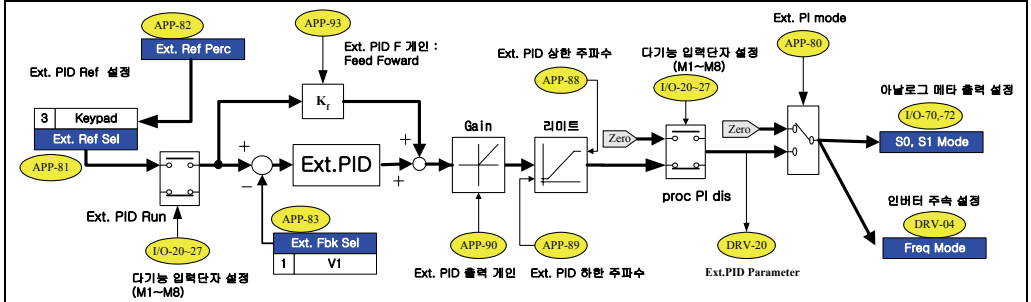 APP-82
Ext. Ref Perc
APP-93
Ext. PID F 게인 :
Feed Foward
Ext. PI mode
APP-80
Ext. PID Ref 설정
Ext. PID 상한 주파수
APP-88
다기능 입력단자 설정
(M1~M8)
I/O-20~27
아날로그 메타 출력 설정
I/O-70,-72
S0, S1 Mode
3 Keypad
Ext. Ref Sel
APP-81
Kf
Gain
리미트
Zero
Zero
+
−
Ext.PID
+
+
Ext. PID Run
proc PI dis
APP-83
Ext. Fbk Sel
1 V1
I/O-20~27
다기능 입력단자 설정
(M1~M8)
APP-90
Ext. PID 출력 게인
APP-89
Ext. PID 하한 주파수
DRV-20
Ext.PID Parameter
인버터 주속 설정
DRV-04
Freq Mode